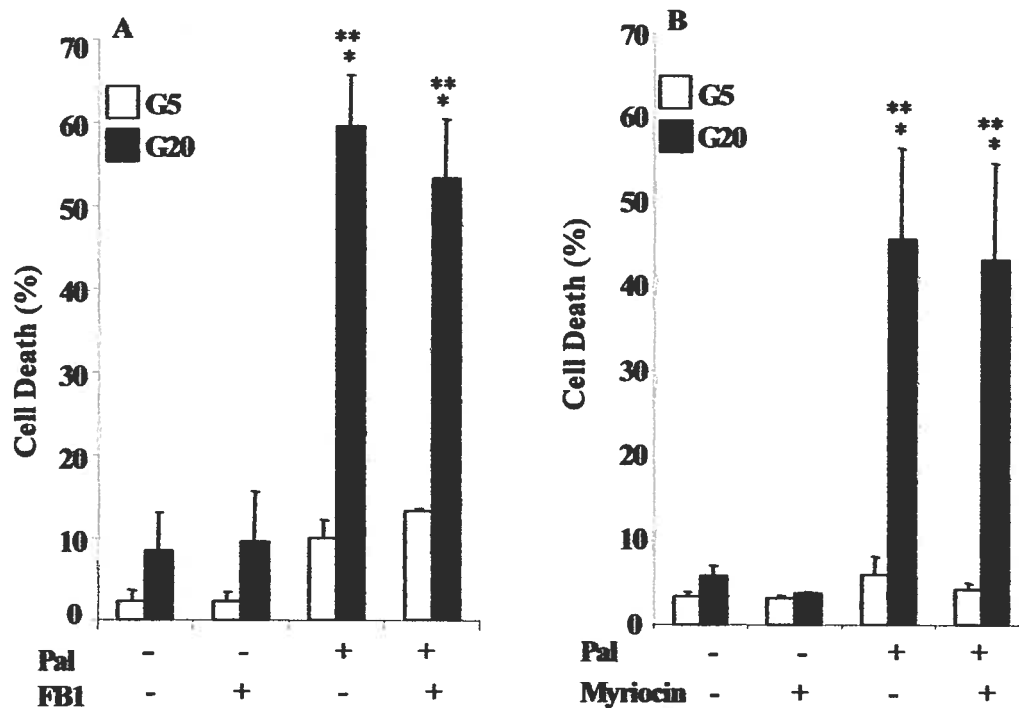 A
70
60
50
40
30
20
10
0
Cell Death (%)
G5
G20
**
*
**
*
Pal - - + +
FB1 - + - +
B
70
60
50
40
30
20
10
0
Cell Death (%)
G5
G20
**
*
**
*
Pal - - + +
Myriocin - + - +